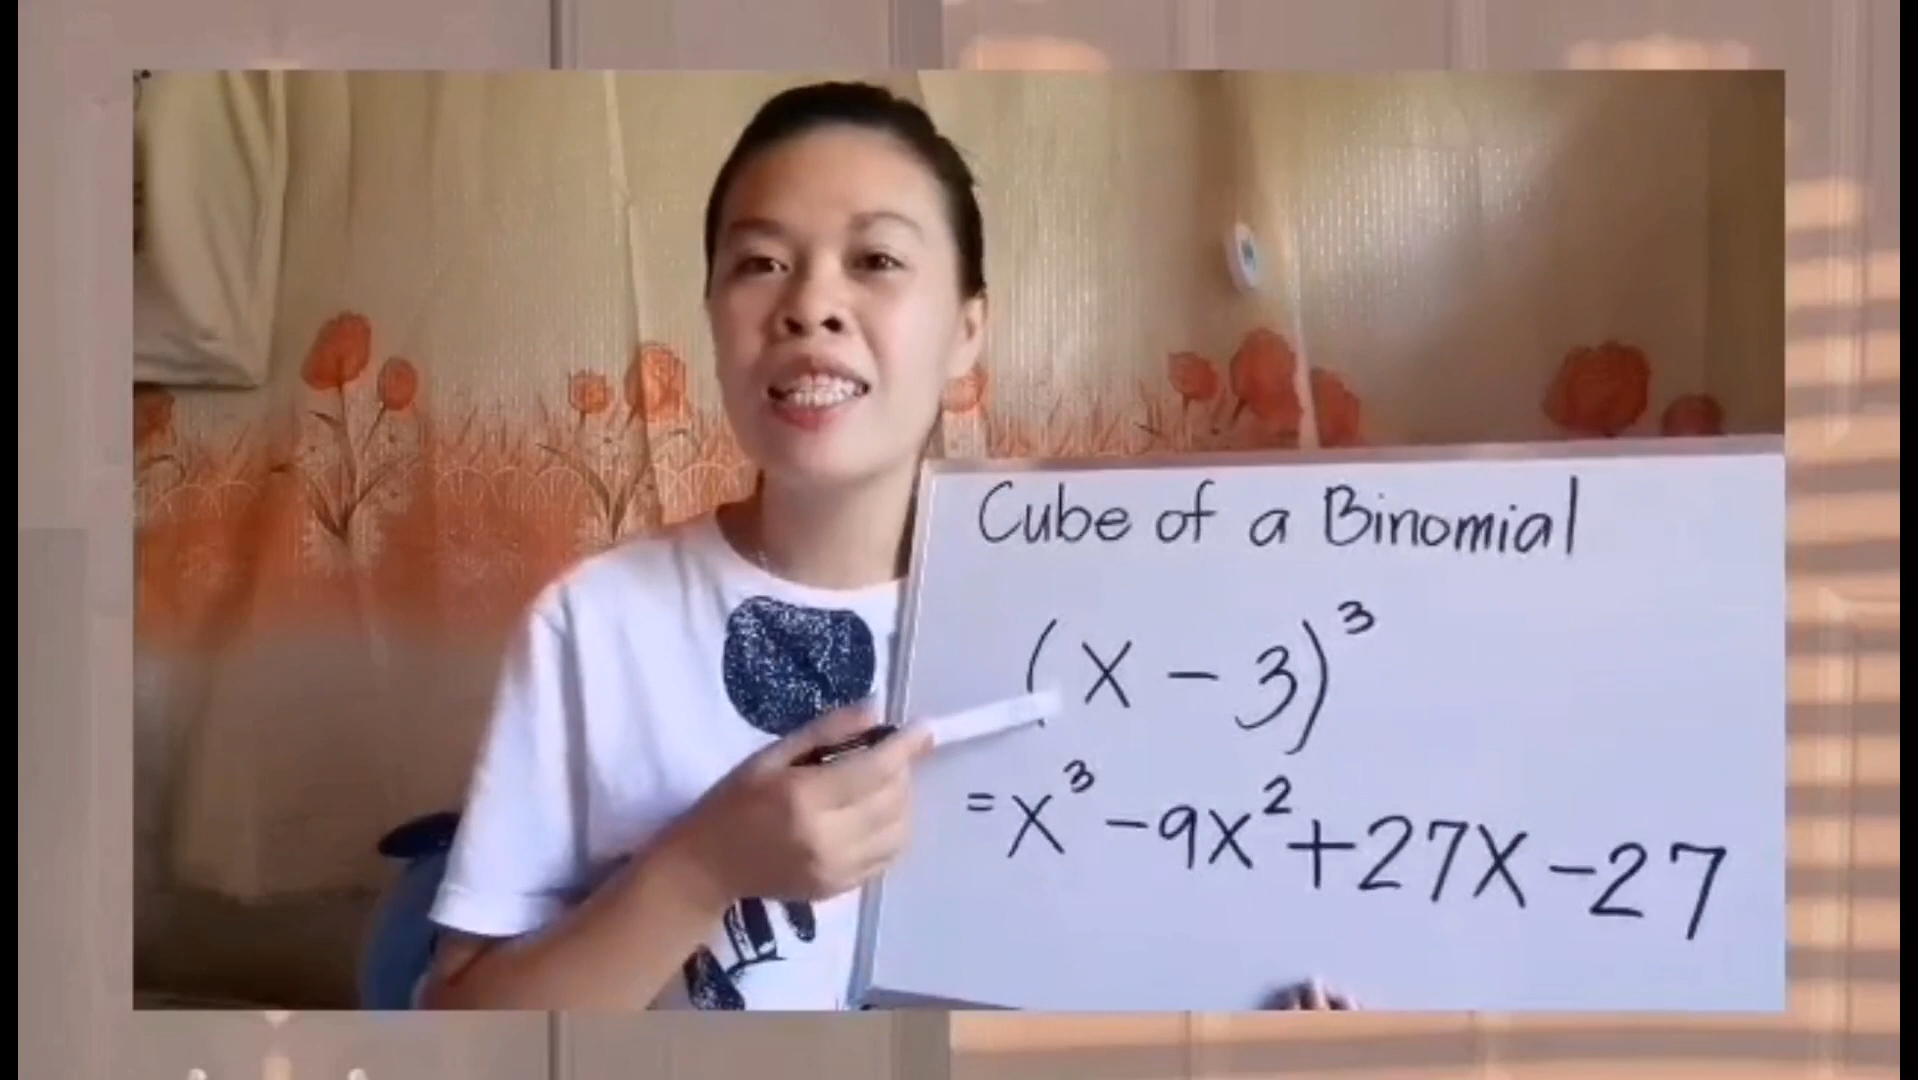 Cube of a Binomial
(x - 3)³
= x³ - 9x² + 27x - 27